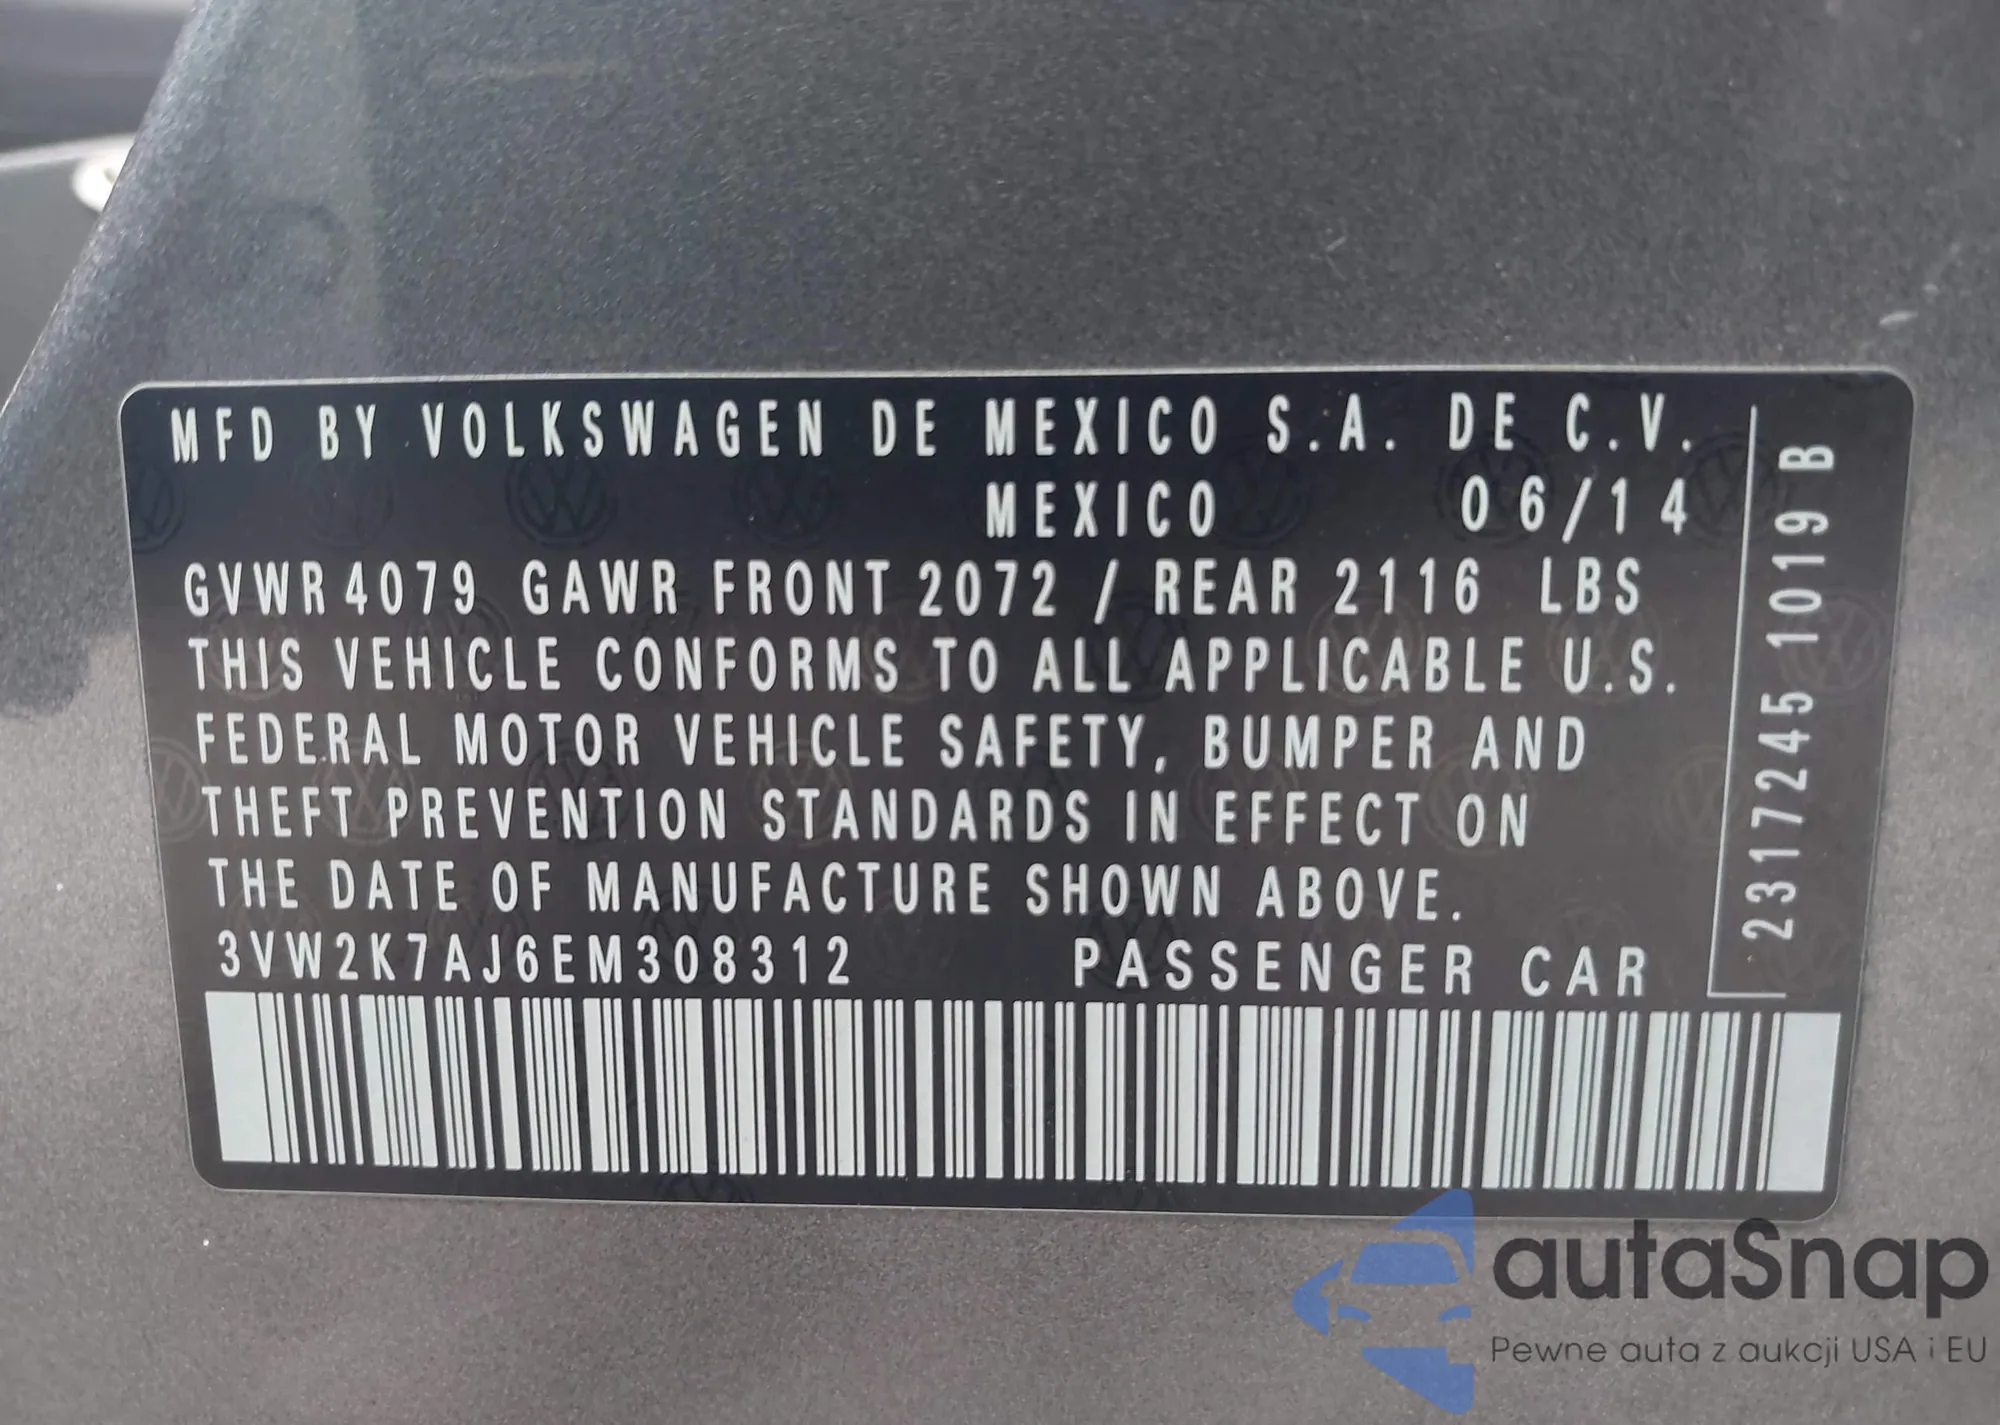 MFD BY VOLKSWAGEN DE MEXICO S.A. DE C.V.
MEXICO 06/14
GVWR 4079 GAWR FRONT 2072 / REAR 2116 LBS
THIS VEHICLE CONFORMS TO ALL APPLICABLE U.S.
FEDERAL MOTOR VEHICLE SAFETY, BUMPER AND
THEFT PREVENTION STANDARDS IN EFFECT ON
THE DATE OF MANUFACTURE SHOWN ABOVE.
3VW2K7AJ6EM308312 PASSENGER CAR
2317245 1019 B
autaSnap
Pewne auta z aukcji USA i EU